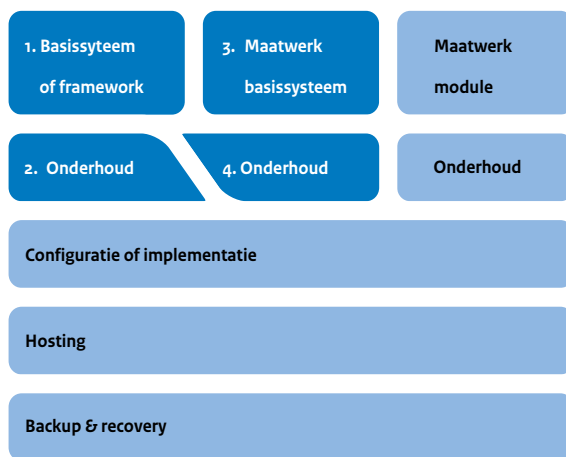 1. Basissyteem
of framework
3. Maatwerk
basissysteem
Maatwerk
module
2. Onderhoud
4. Onderhoud
Onderhoud
Configuratie of implementatie
Hosting
Backup & recovery